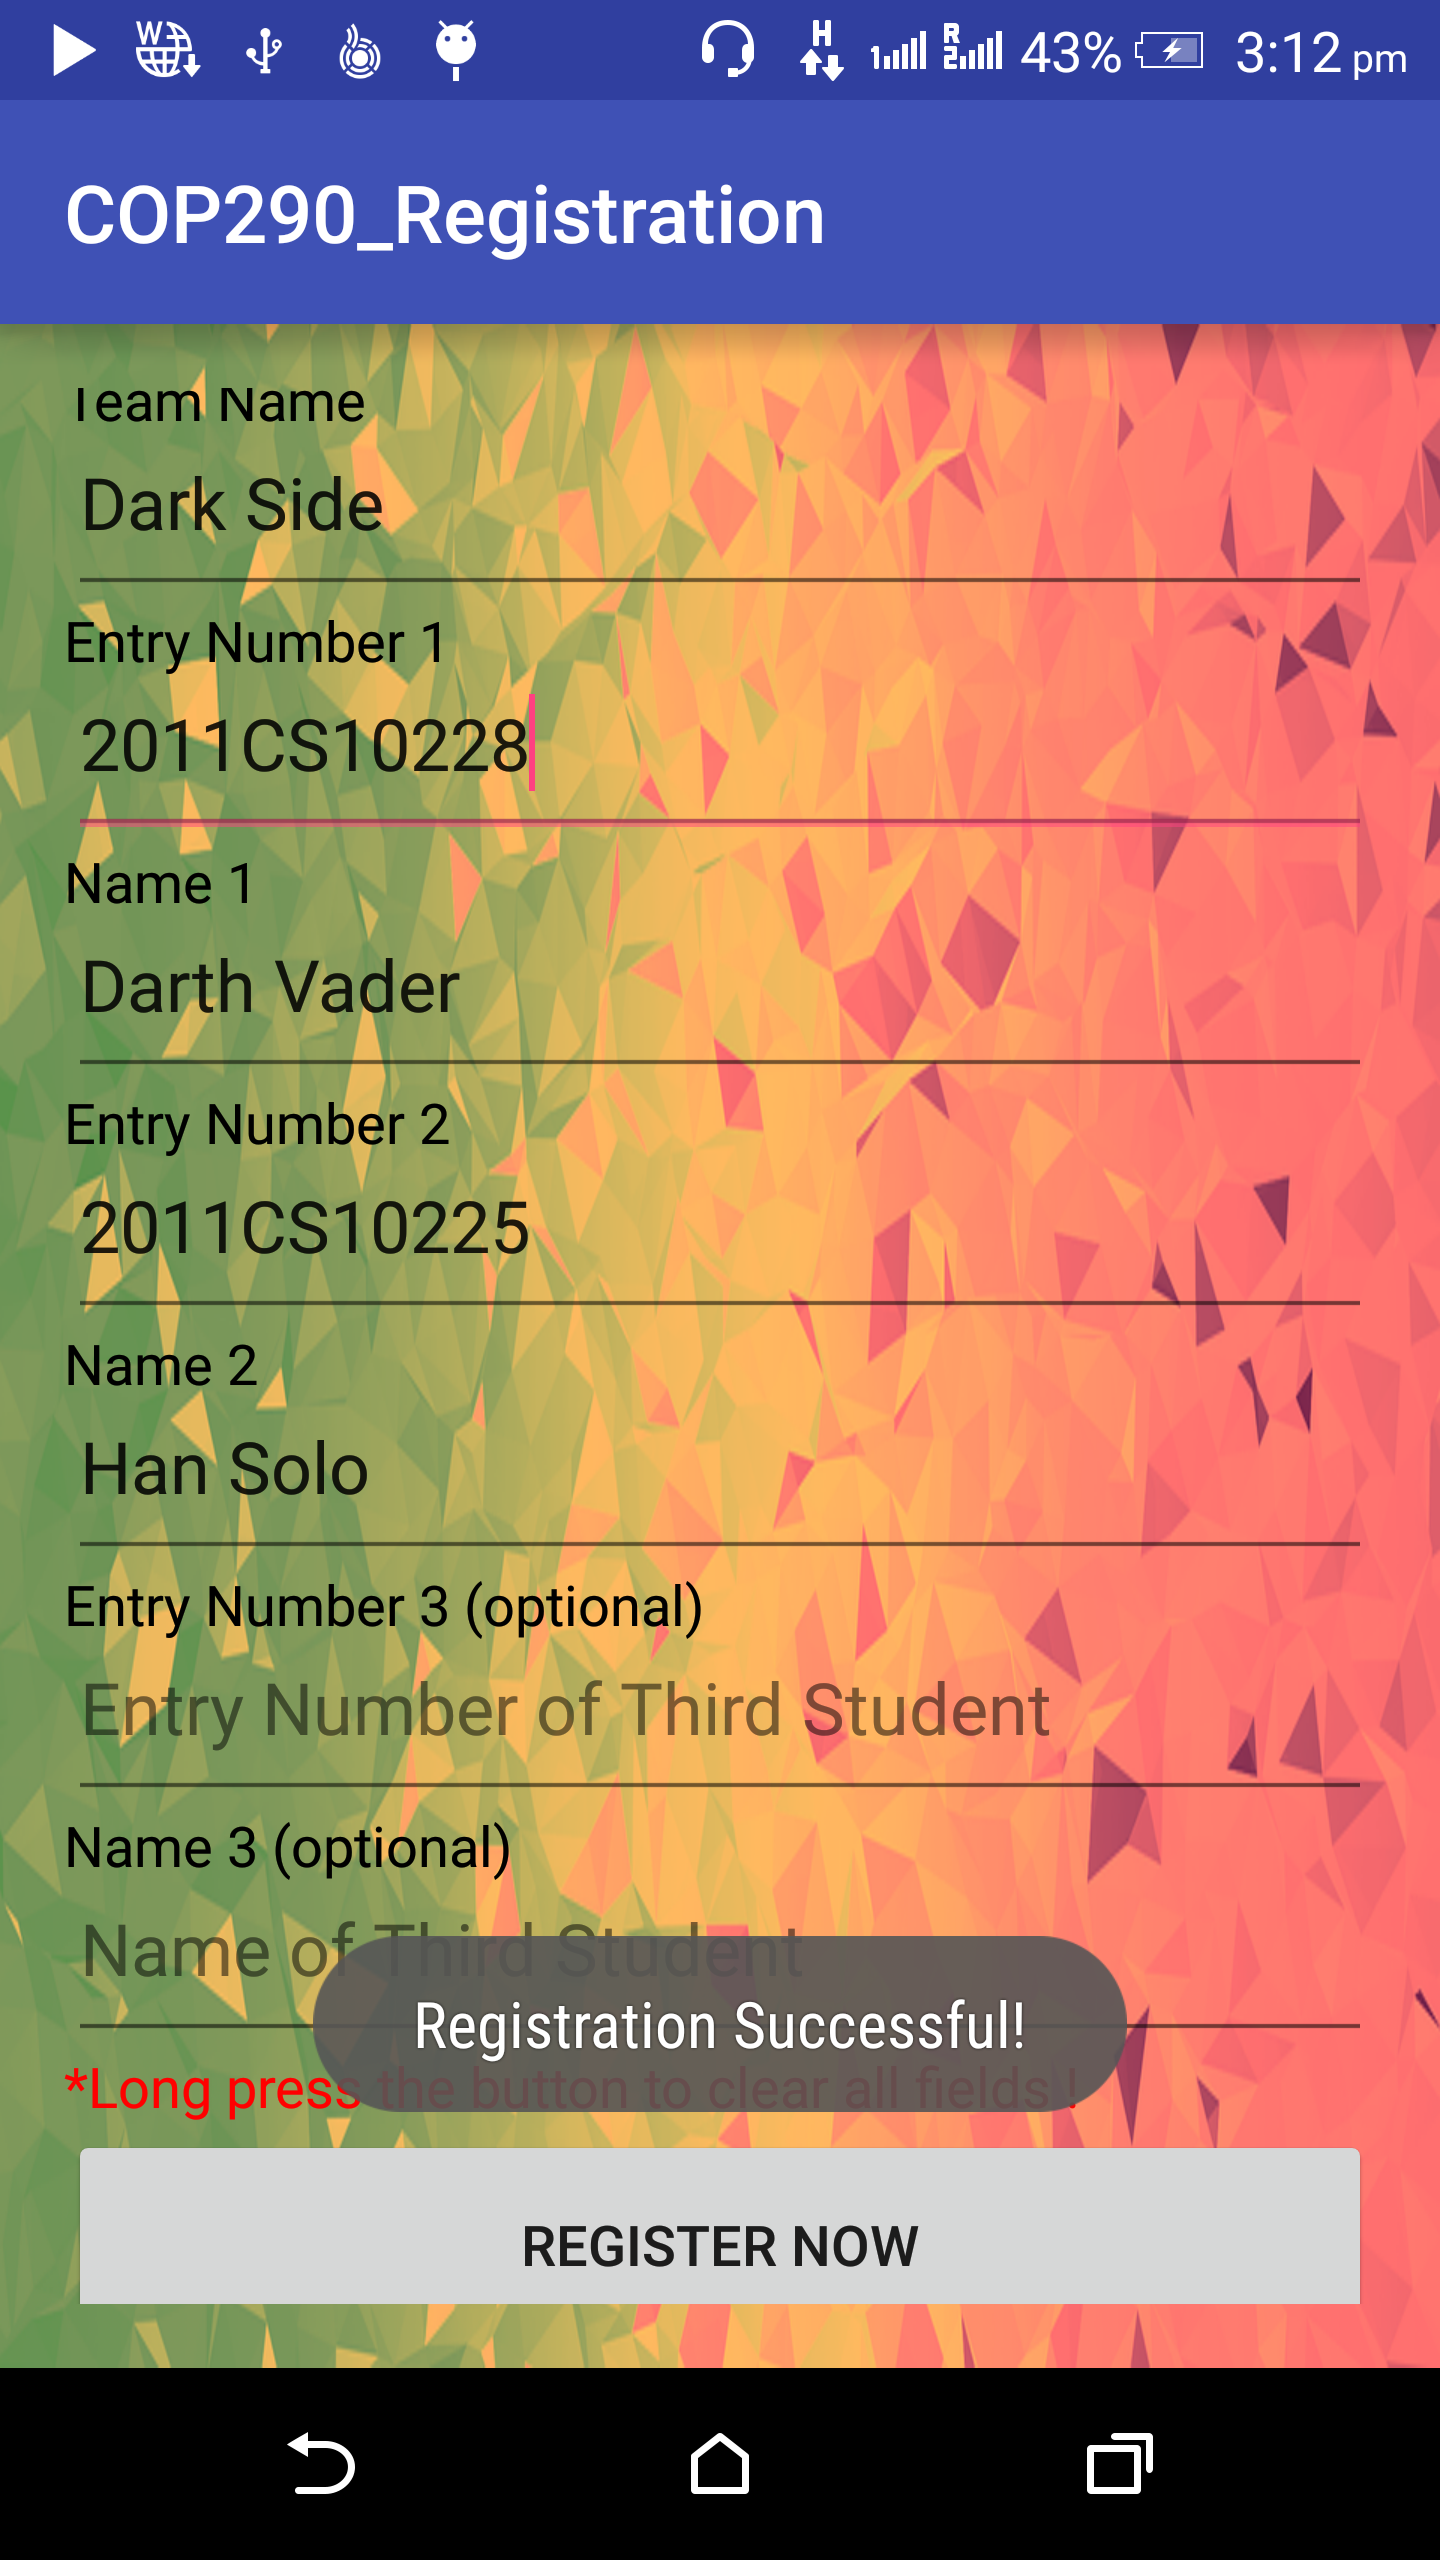 43% 3:12 pm
COP290_Registration
Team Name
Dark Side
Entry Number 1
2011CS10228
Name 1
Darth Vader
Entry Number 2
2011CS10225
Name 2
Han Solo
Entry Number 3 (optional)
Entry Number of Third Student
Name 3 (optional)
Name of Third Student
Registration Successful!
*Long press the button to clear all fields !
REGISTER NOW